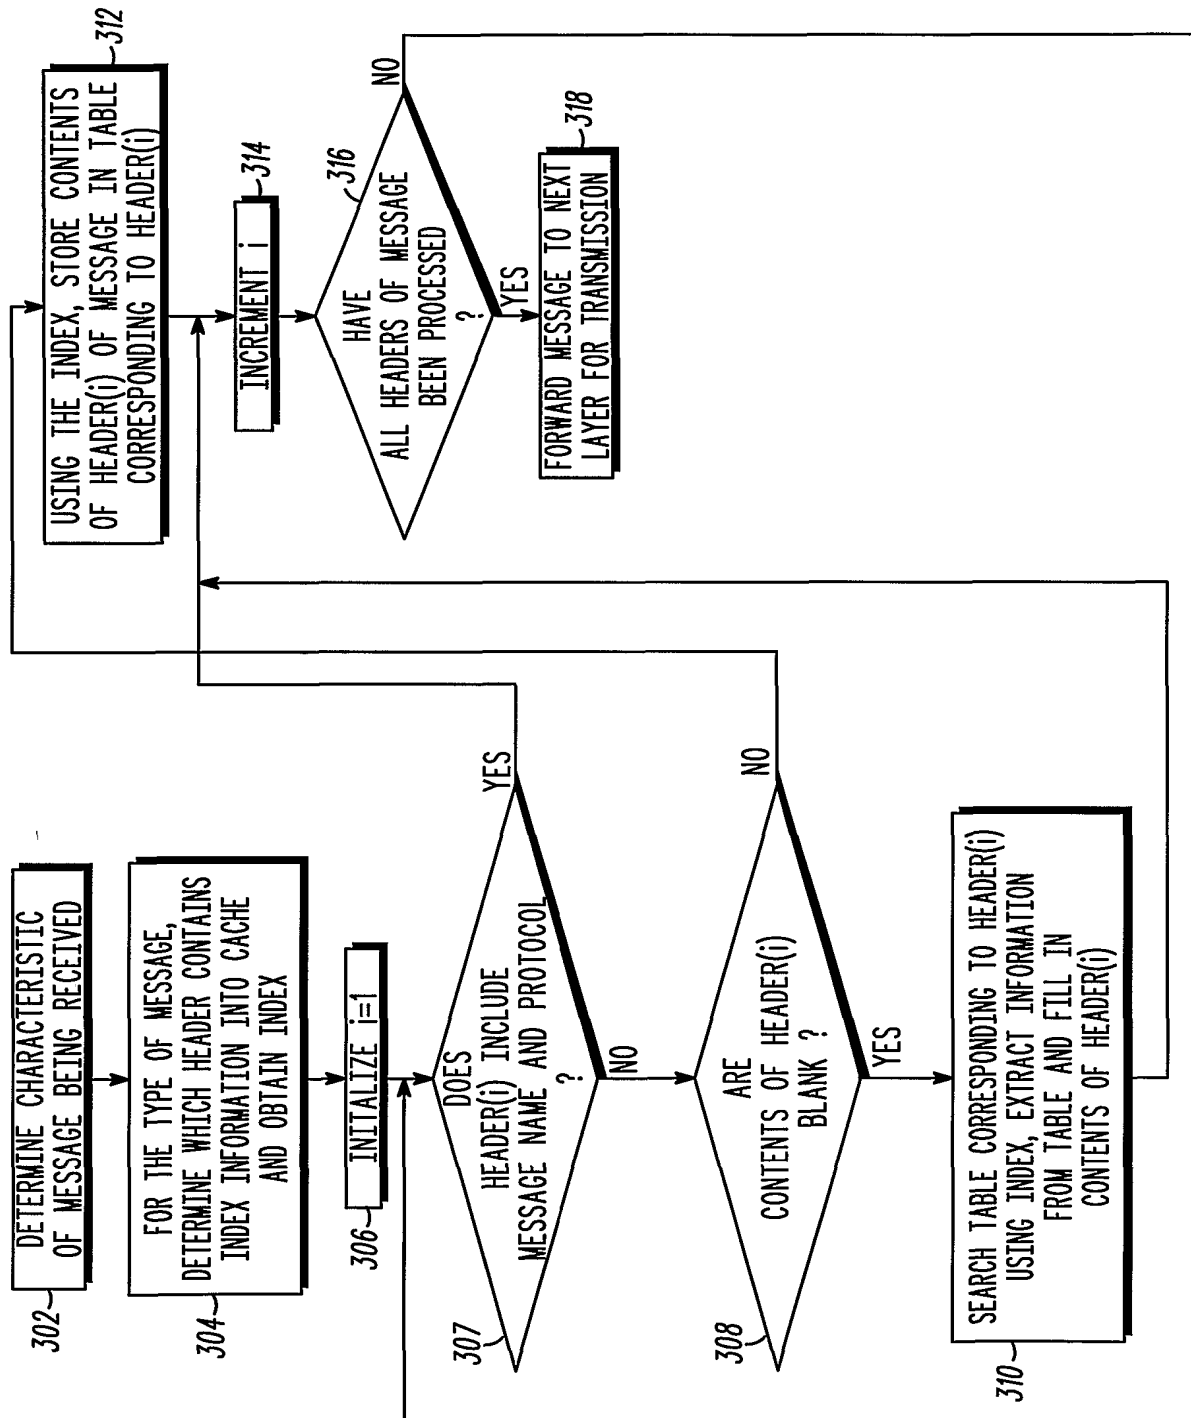 302
DETERMINE CHARACTERISTIC
OF MESSAGE BEING RECEIVED
304
FOR THE TYPE OF MESSAGE,
DETERMINE WHICH HEADER CONTAINS
INDEX INFORMATION INTO CACHE
AND OBTAIN INDEX
306
INITIALIZE i=1
307
DOES
HEADER(i) INCLUDE
MESSAGE NAME AND PROTOCOL
?
YES
NO
308
ARE
CONTENTS OF HEADER(i)
BLANK ?
NO
YES
310
SEARCH TABLE CORRESPONDING TO HEADER(i)
USING INDEX, EXTRACT INFORMATION
FROM TABLE AND FILL IN
CONTENTS OF HEADER(i)
312
USING THE INDEX, STORE CONTENTS
OF HEADER(i) OF MESSAGE IN TABLE
CORRESPONDING TO HEADER(i)
314
INCREMENT i
316
HAVE
ALL HEADERS OF MESSAGE
BEEN PROCESSED
?
NO
YES
318
FORWARD MESSAGE TO NEXT
LAYER FOR TRANSMISSION